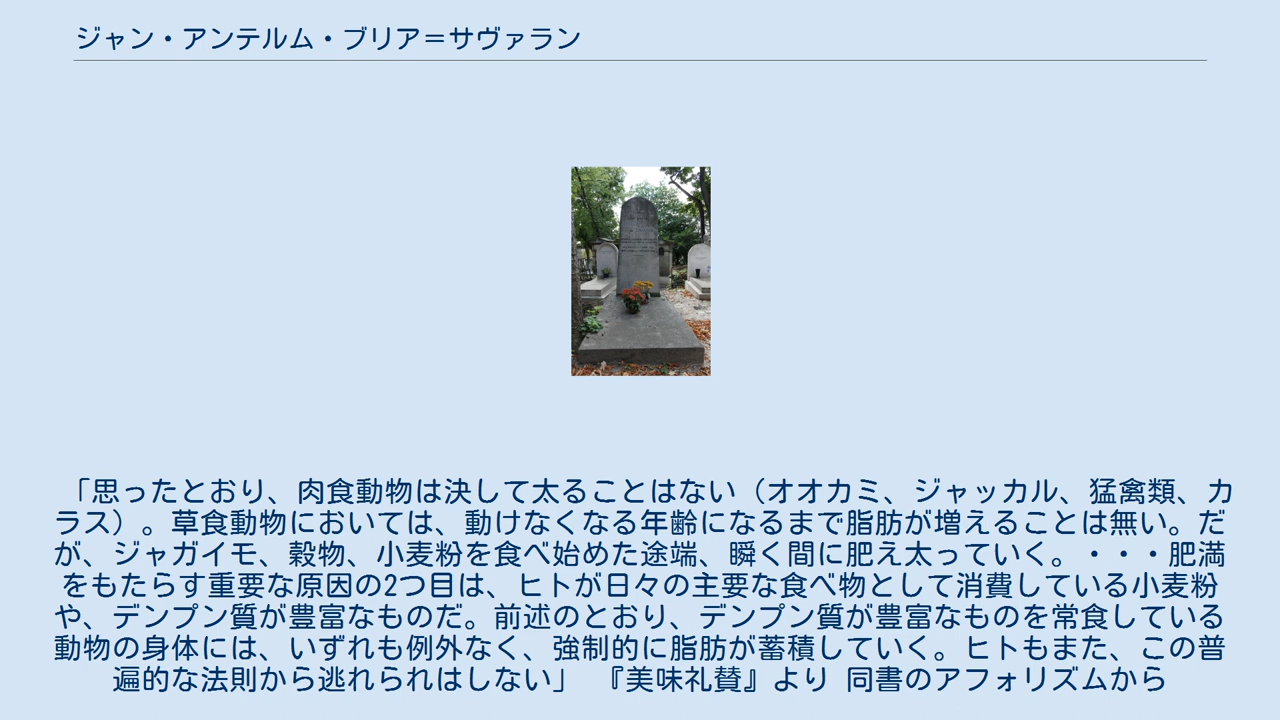 ジャン・アンテルム・ブリア＝サヴァラン
「思ったとおり、肉食動物は決して太ることはない（オオカミ、ジャッカル、猛禽類、カ
ラス）。草食動物においては、動けなくなる年齢になるまで脂肪が増えることは無い。だ
が、ジャガイモ、穀物、小麦粉を食べ始めた途端、瞬く間に肥え太っていく。・・・肥満
をもたらす重要な原因の2つ目は、ヒトが日々の主要な食べ物として消費している小麦粉
や、デンプン質が豊富なものだ。前述のとおり、デンプン質が豊富なものを常食している
動物の身体には、いずれも例外なく、強制的に脂肪が蓄積していく。ヒトもまた、この普
遍的な法則から逃れられはしない」 『美味礼賛』より 同書のアフォリズムから